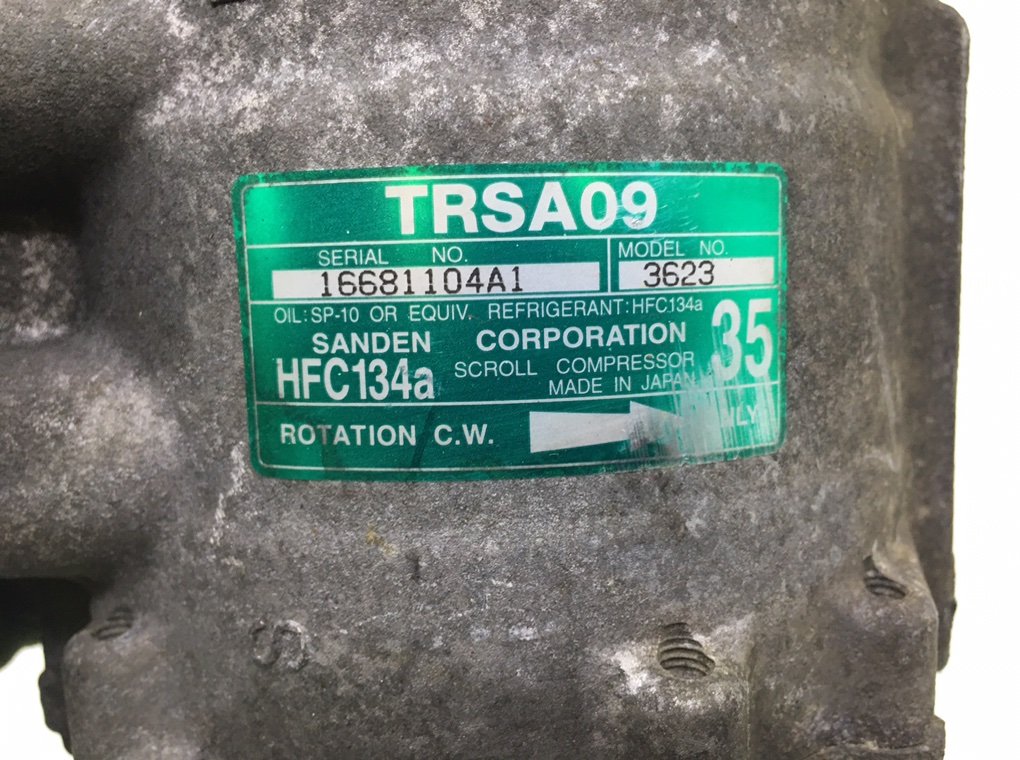 TRSA09
SERIAL NO. MODEL NO.
16681104A1 3623
OIL:SP-10 OR EQUIV. REFRIGERANT:HFC134a
SANDEN CORPORATION 35
HFC134a SCROLL COMPRESSOR
MADE IN JAPAN
ROTATION C.W.